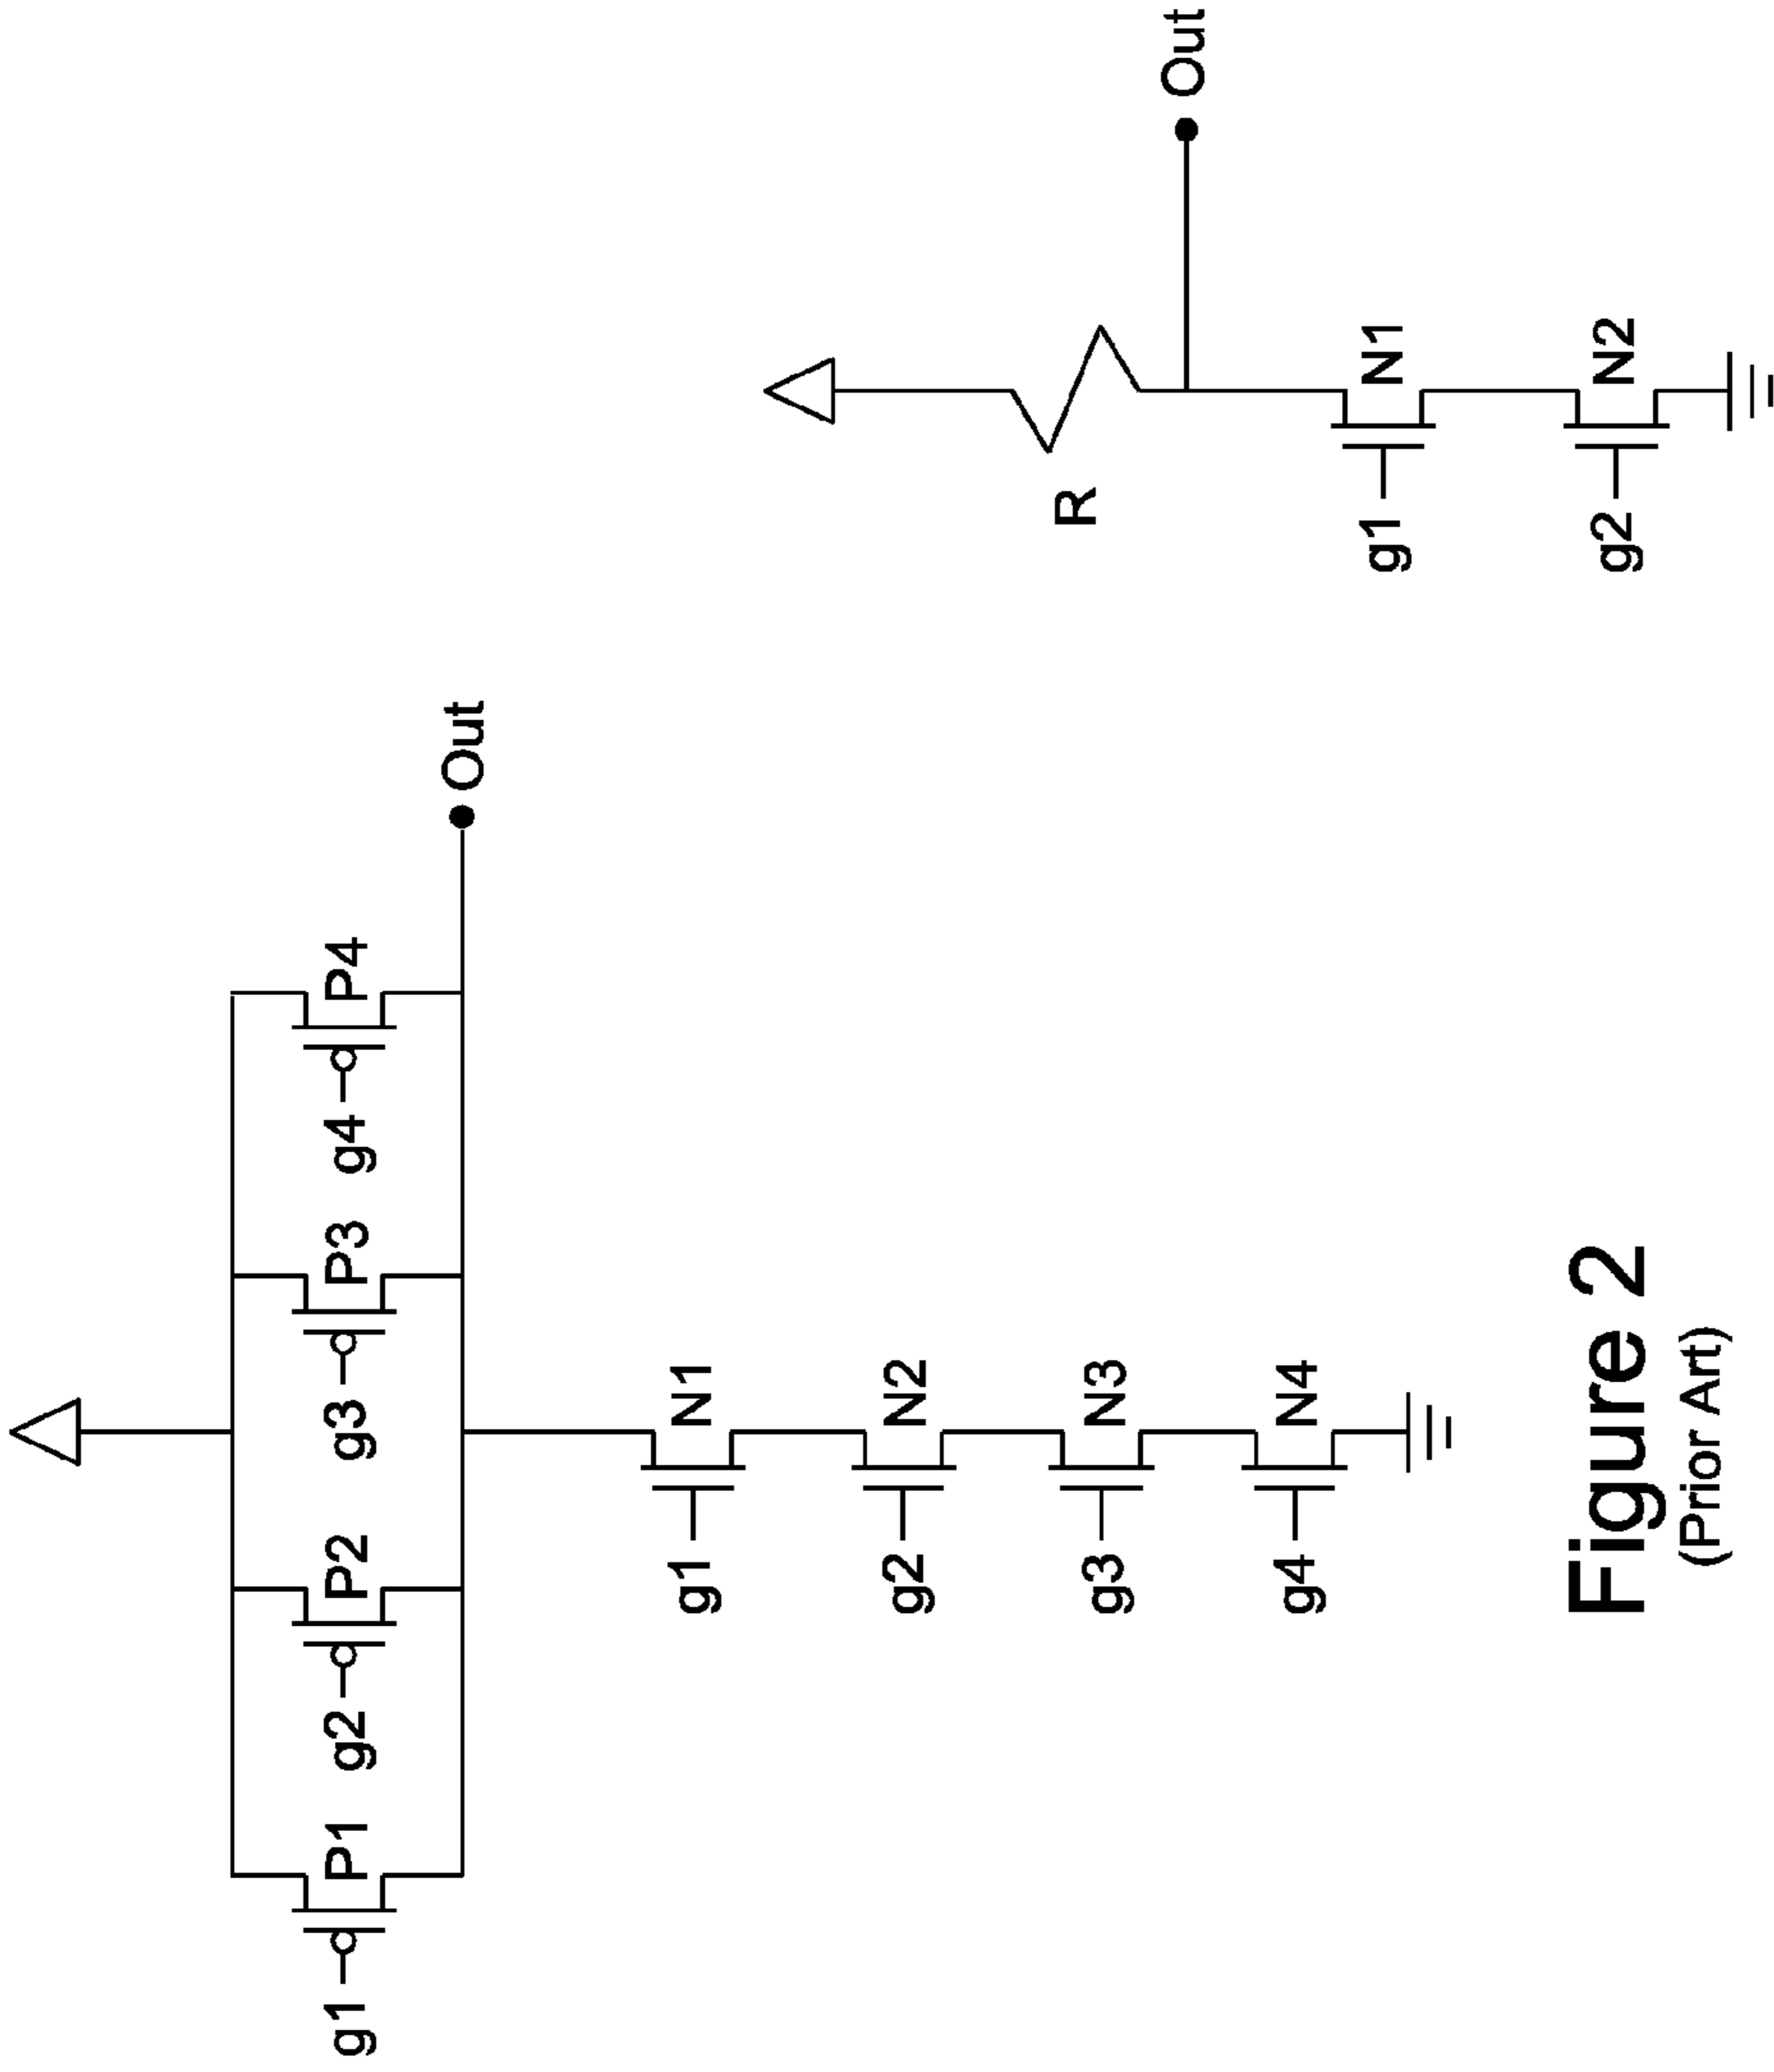 g1 P1 g2 P2 g3 P3 g4 P4
Out
g1 N1
g2 N2
g3 N3
g4 N4
R
Out
g1 N1
g2 N2
Figure 2
(Prior Art)